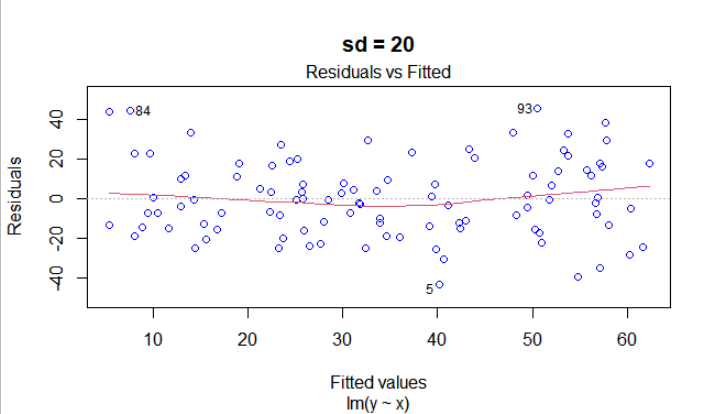 sd = 20
Residuals vs Fitted
Residuals
40
20
0
-20
-40
84
93
5
10 20 30 40 50 60
Fitted values
lm(y ~ x)